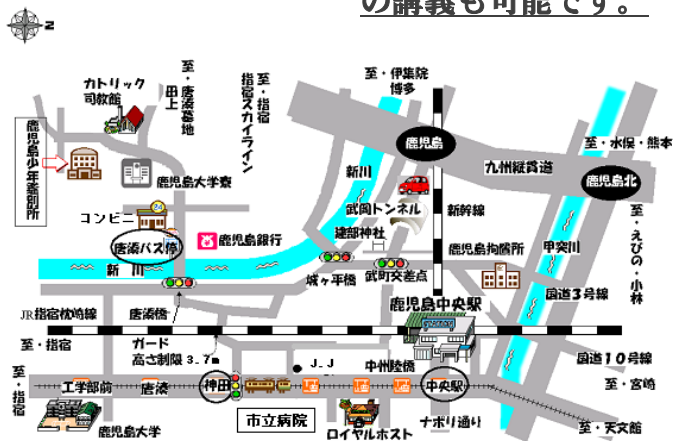 の講義も可能です。
N
カトリック
司教館
至・唐湊墓地
田上
至・指宿
指宿スカイライン
至・伊集院
博多
鹿児島
至・水俣・熊本
鹿児島少年鑑別所
鹿児島大学寮
新川
九州縦貫道
鹿児島北
コンビニ
24
武岡トンネル
新幹線
至・えびの・小林
唐湊バス停
鹿児島銀行
建部神社
鹿児島拘置所
甲突川
新川
城ヶ平橋
武町交差点
国道3号線
JR指宿枕崎線
唐湊橋
鹿児島中央駅
至・指宿
ガード
高さ制限3.7m
J-J
中州陸橋
国道10号線
至・指宿
工学部前
唐湊
神田
中央駅
至・宮崎
鹿児島大学
市立病院
ロイヤルホスト
ナポリ通り
至・天文館